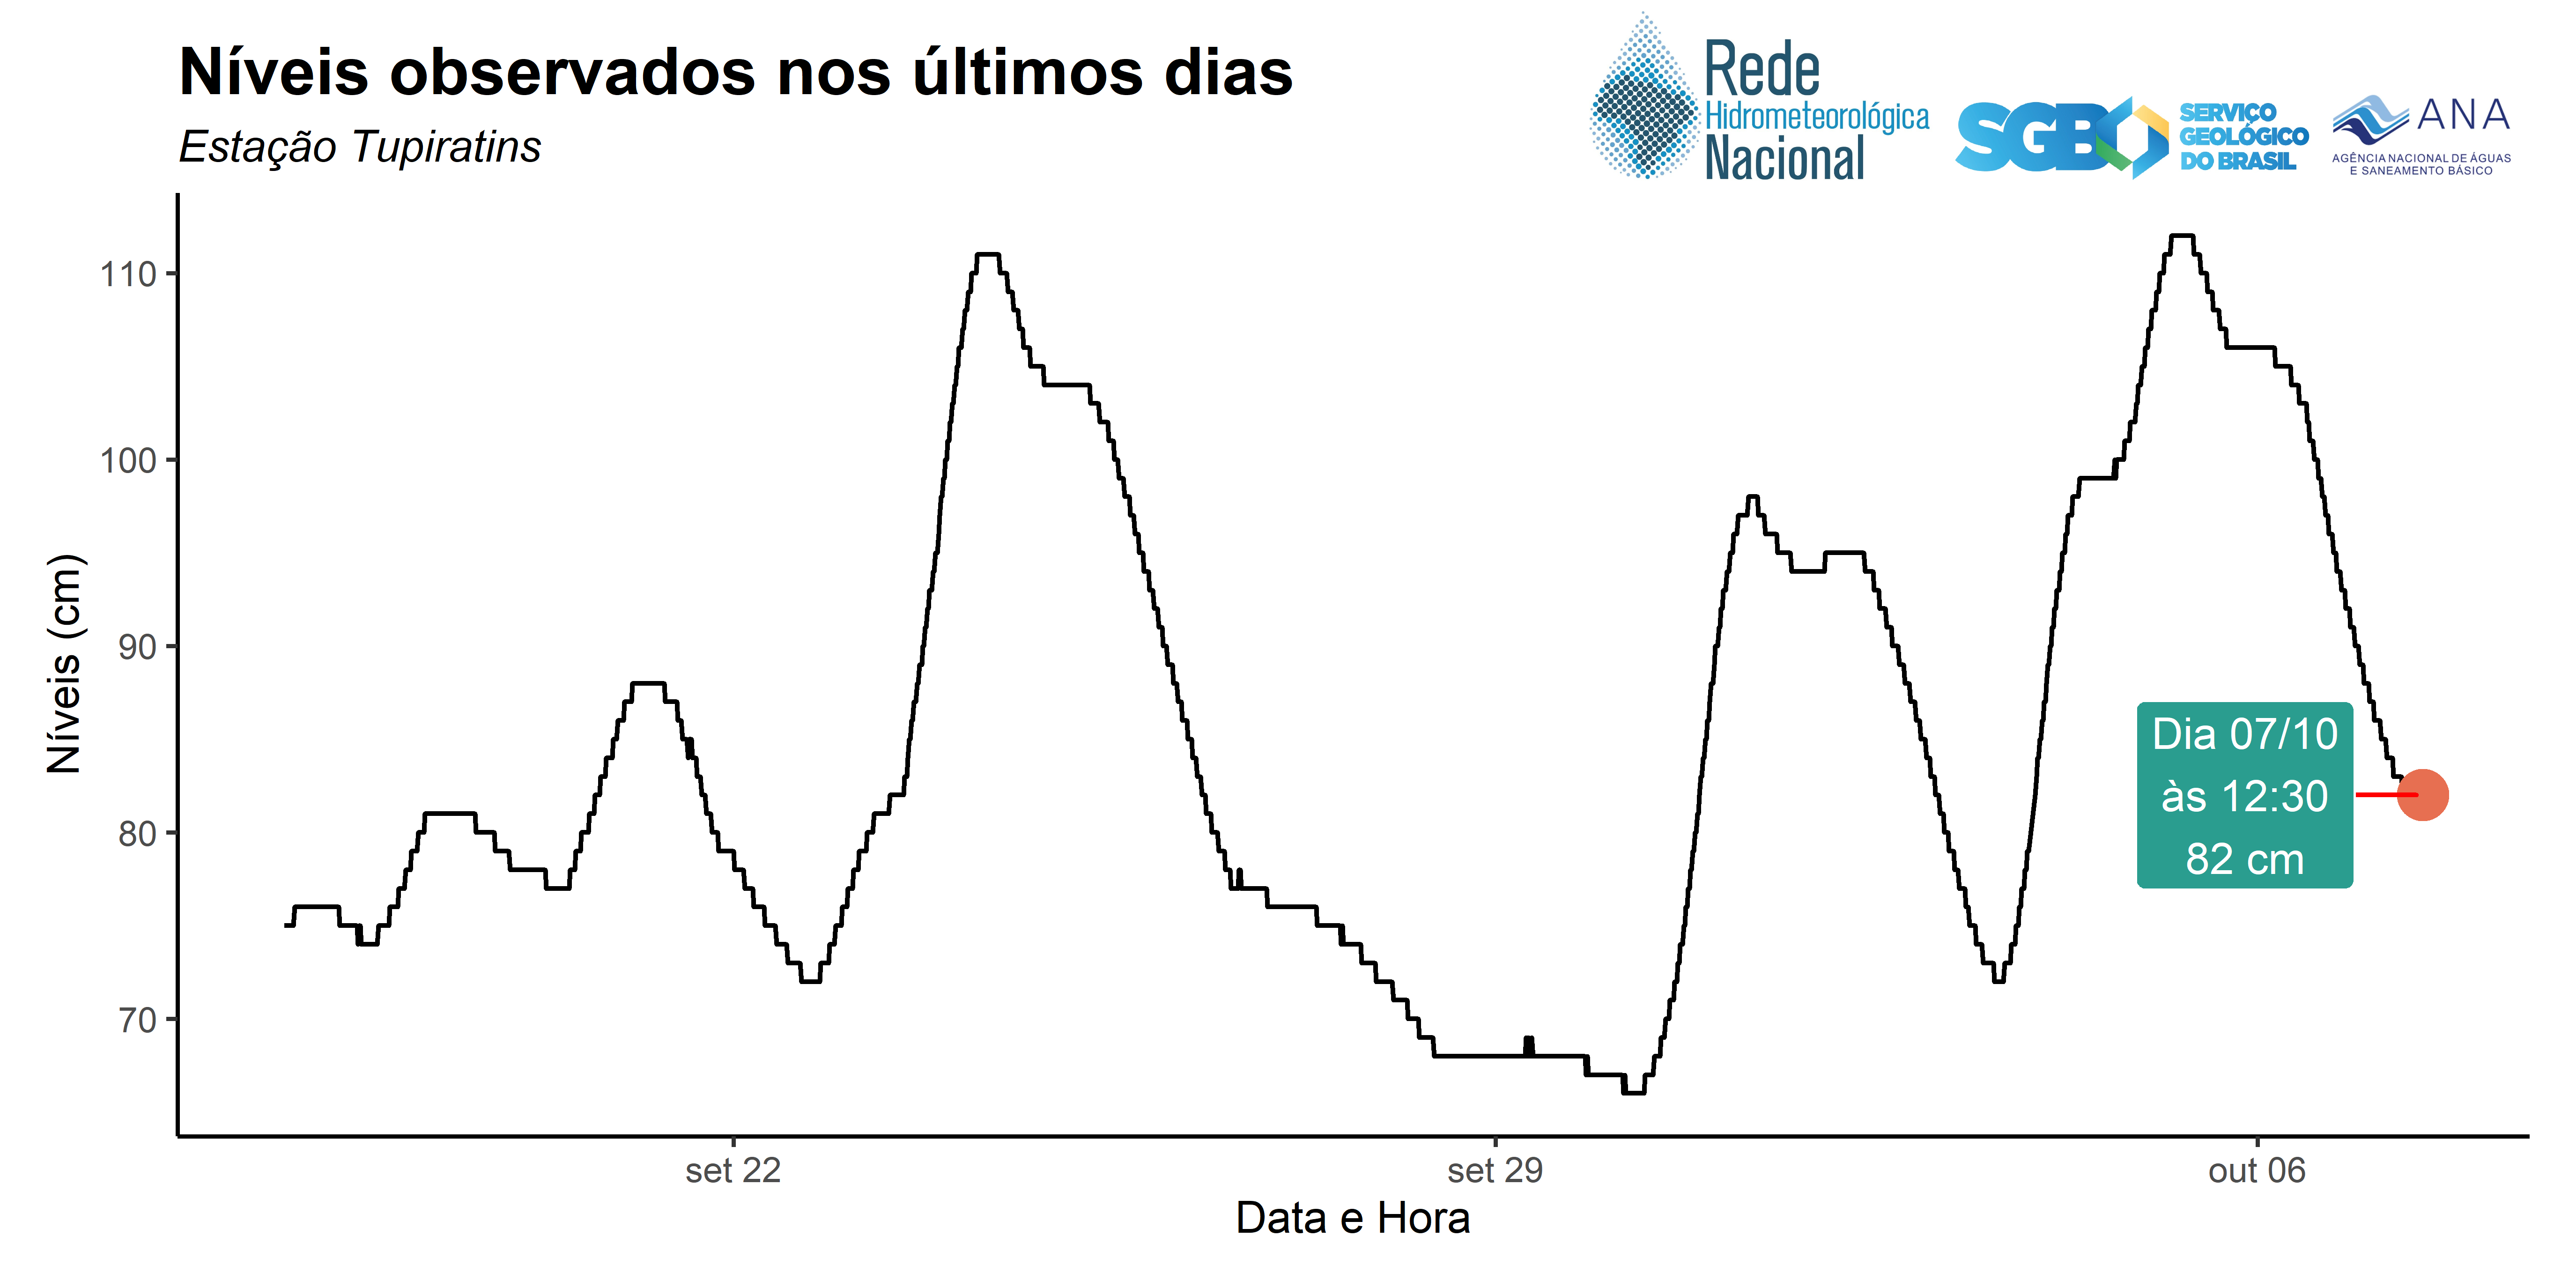 Níveis observados nos últimos dias
Estação Tupiratins
Rede
Hidrometeorológica
Nacional
SGB
SERVIÇO
GEOLÓGICO
DO BRASIL
ANA
AGÊNCIA NACIONAL DE ÁGUAS
E SANEAMENTO BÁSICO
Níveis (cm)
110
100
90
80
70
Dia 07/10
às 12:30
82 cm
set 22
set 29
out 06
Data e Hora